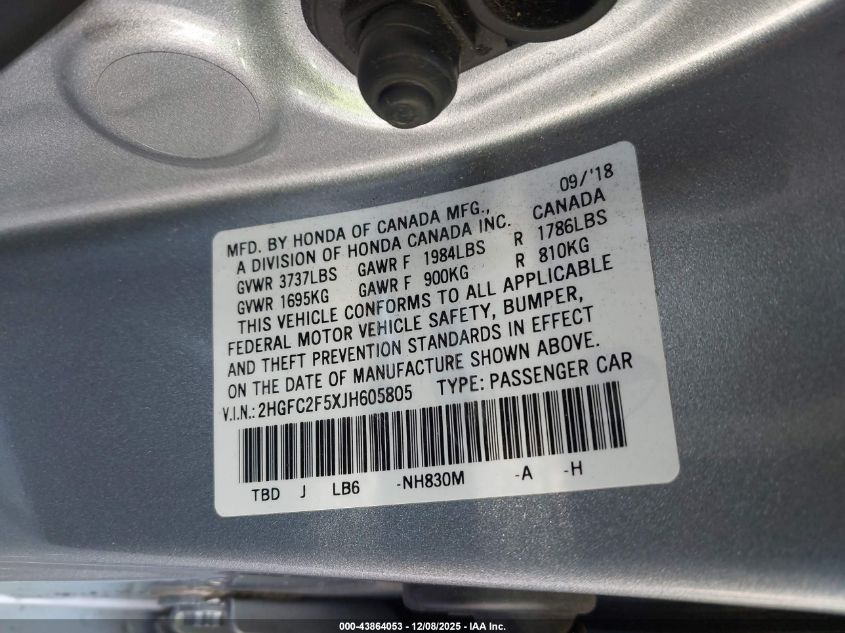 09/'18
MFD. BY HONDA OF CANADA MFG., CANADA
A DIVISION OF HONDA CANADA INC.
GVWR 3737LBS GAWR F 1984LBS R 1786LBS
GVWR 1695KG GAWR F 900KG R 810KG
THIS VEHICLE CONFORMS TO ALL APPLICABLE
FEDERAL MOTOR VEHICLE SAFETY, BUMPER,
AND THEFT PREVENTION STANDARDS IN EFFECT
ON THE DATE OF MANUFACTURE SHOWN ABOVE.
V.I.N.: 2HGFC2F5XJH605805 TYPE: PASSENGER CAR
TBD J LB6 -NH830M -A -H
000-43864053 - 12/08/2025 - IAA Inc.